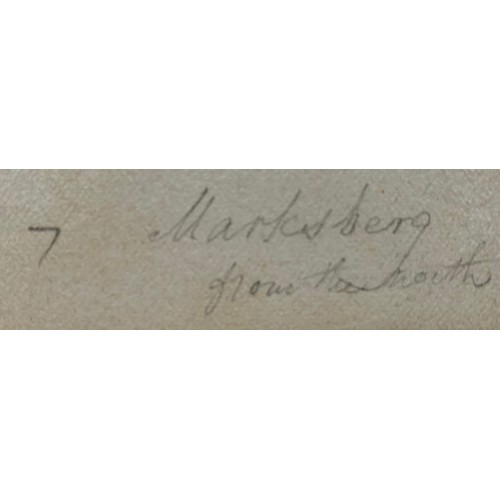 7 Marksberg
from the North